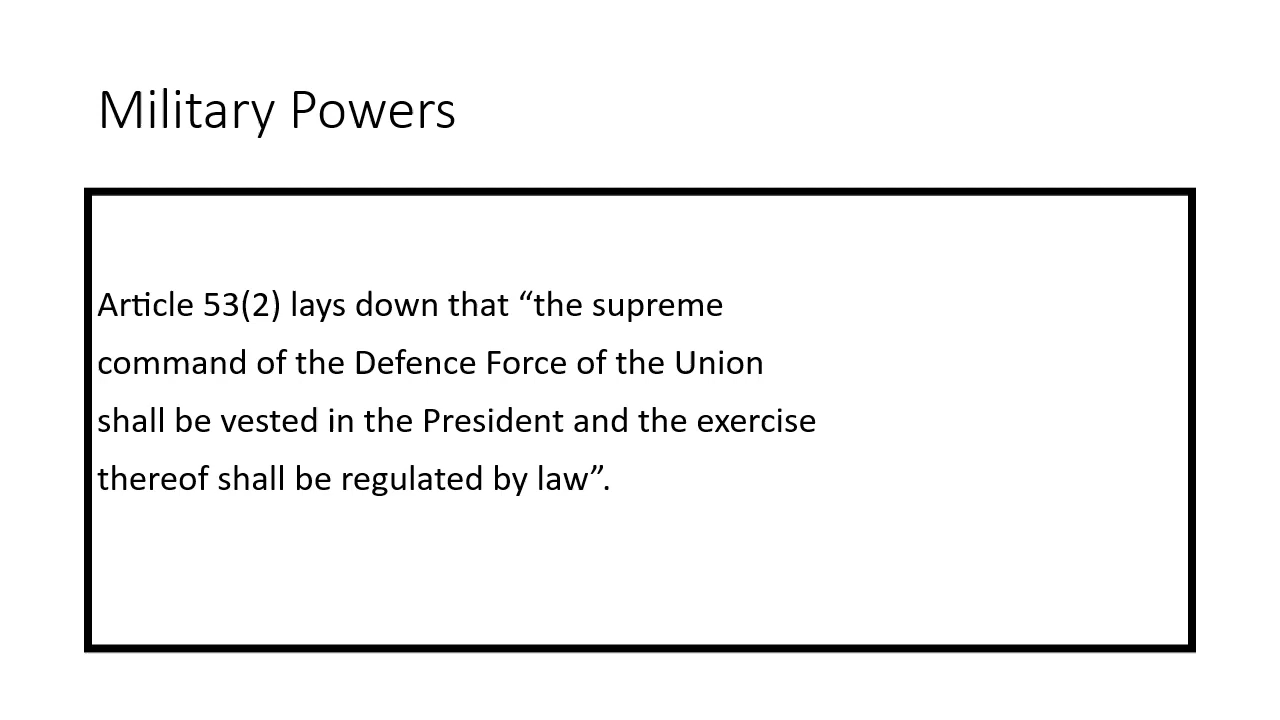 Military Powers
Article 53(2) lays down that “the supreme
command of the Defence Force of the Union
shall be vested in the President and the exercise
thereof shall be regulated by law”.